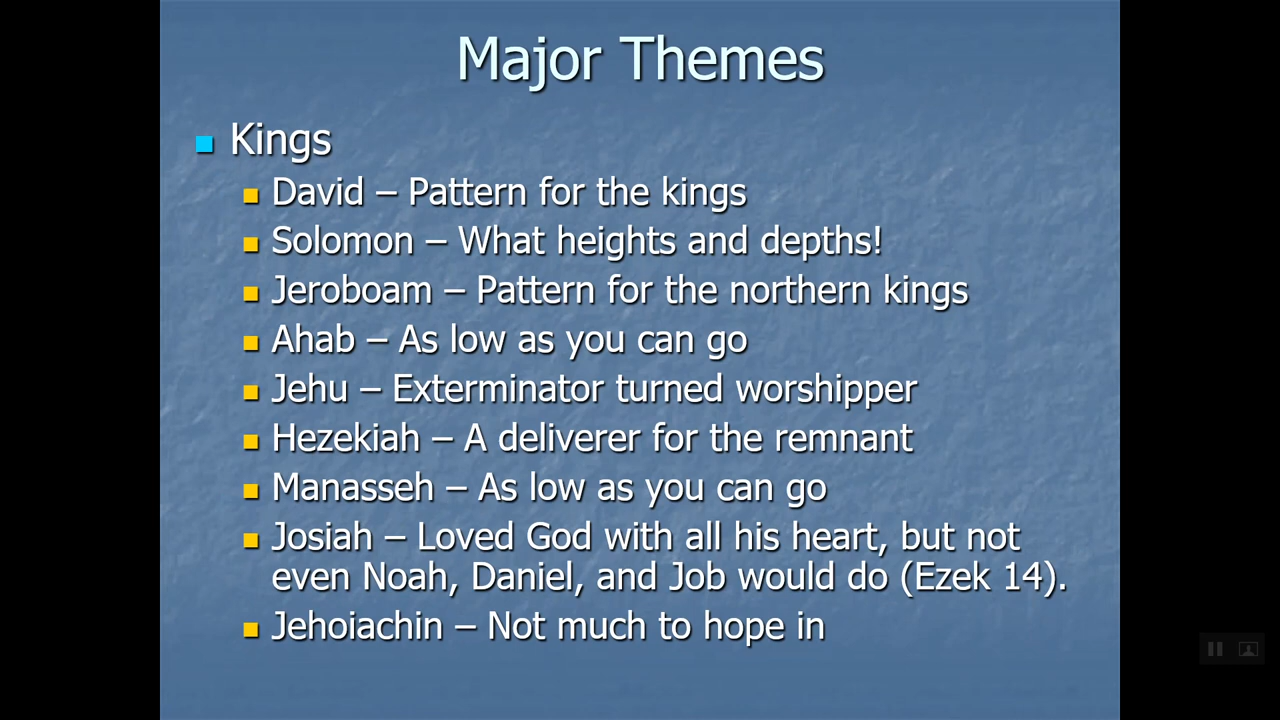 Major Themes
Kings
David – Pattern for the kings
Solomon – What heights and depths!
Jeroboam – Pattern for the northern kings
Ahab – As low as you can go
Jehu – Exterminator turned worshipper
Hezekiah – A deliverer for the remnant
Manasseh – As low as you can go
Josiah – Loved God with all his heart, but not
even Noah, Daniel, and Job would do (Ezek 14).
Jehoiachin – Not much to hope in